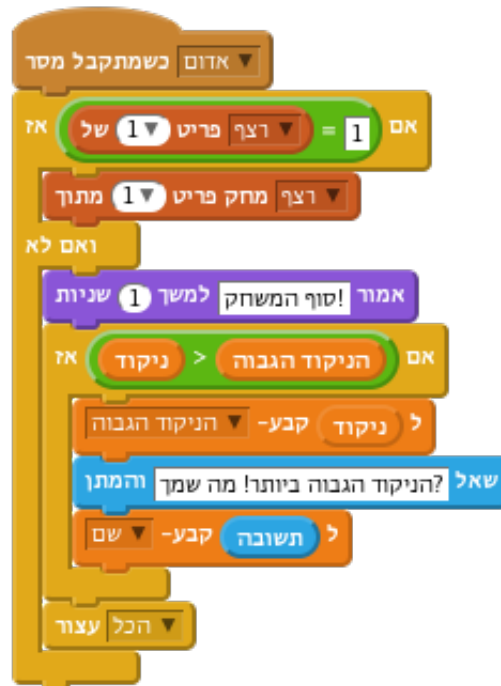 אדום כשמתקבל מסר
אם 1 = רצף פריט 1 של אז
רצף מחק פריט 1 מתוך
ואם לא
אמור !סוף המשחק למשך 1 שניות
אם הניקוד הגבוה < ניקוד אז
ל ניקוד קבע- הניקוד הגבוה
שאל ?הניקוד הגבוה ביותר! מה שמך והמתן
ל תשובה קבע- שם
הכל עצור